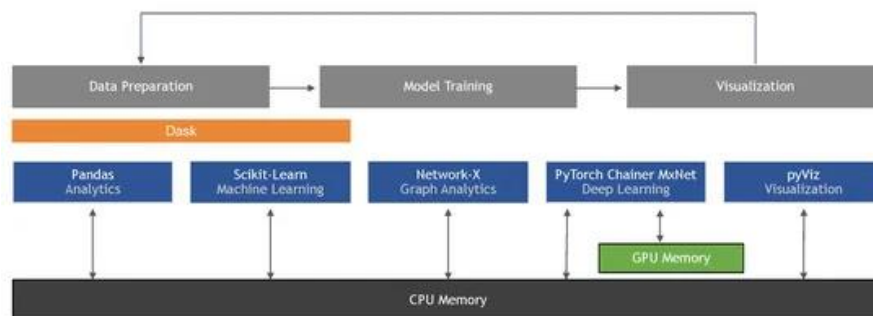 Data Preparation
Model Training
Visualization
Dask
Pandas
Analytics
Scikit-Learn
Machine Learning
Network-X
Graph Analytics
PyTorch Chainer MxNet
Deep Learning
pyViz
Visualization
GPU Memory
CPU Memory